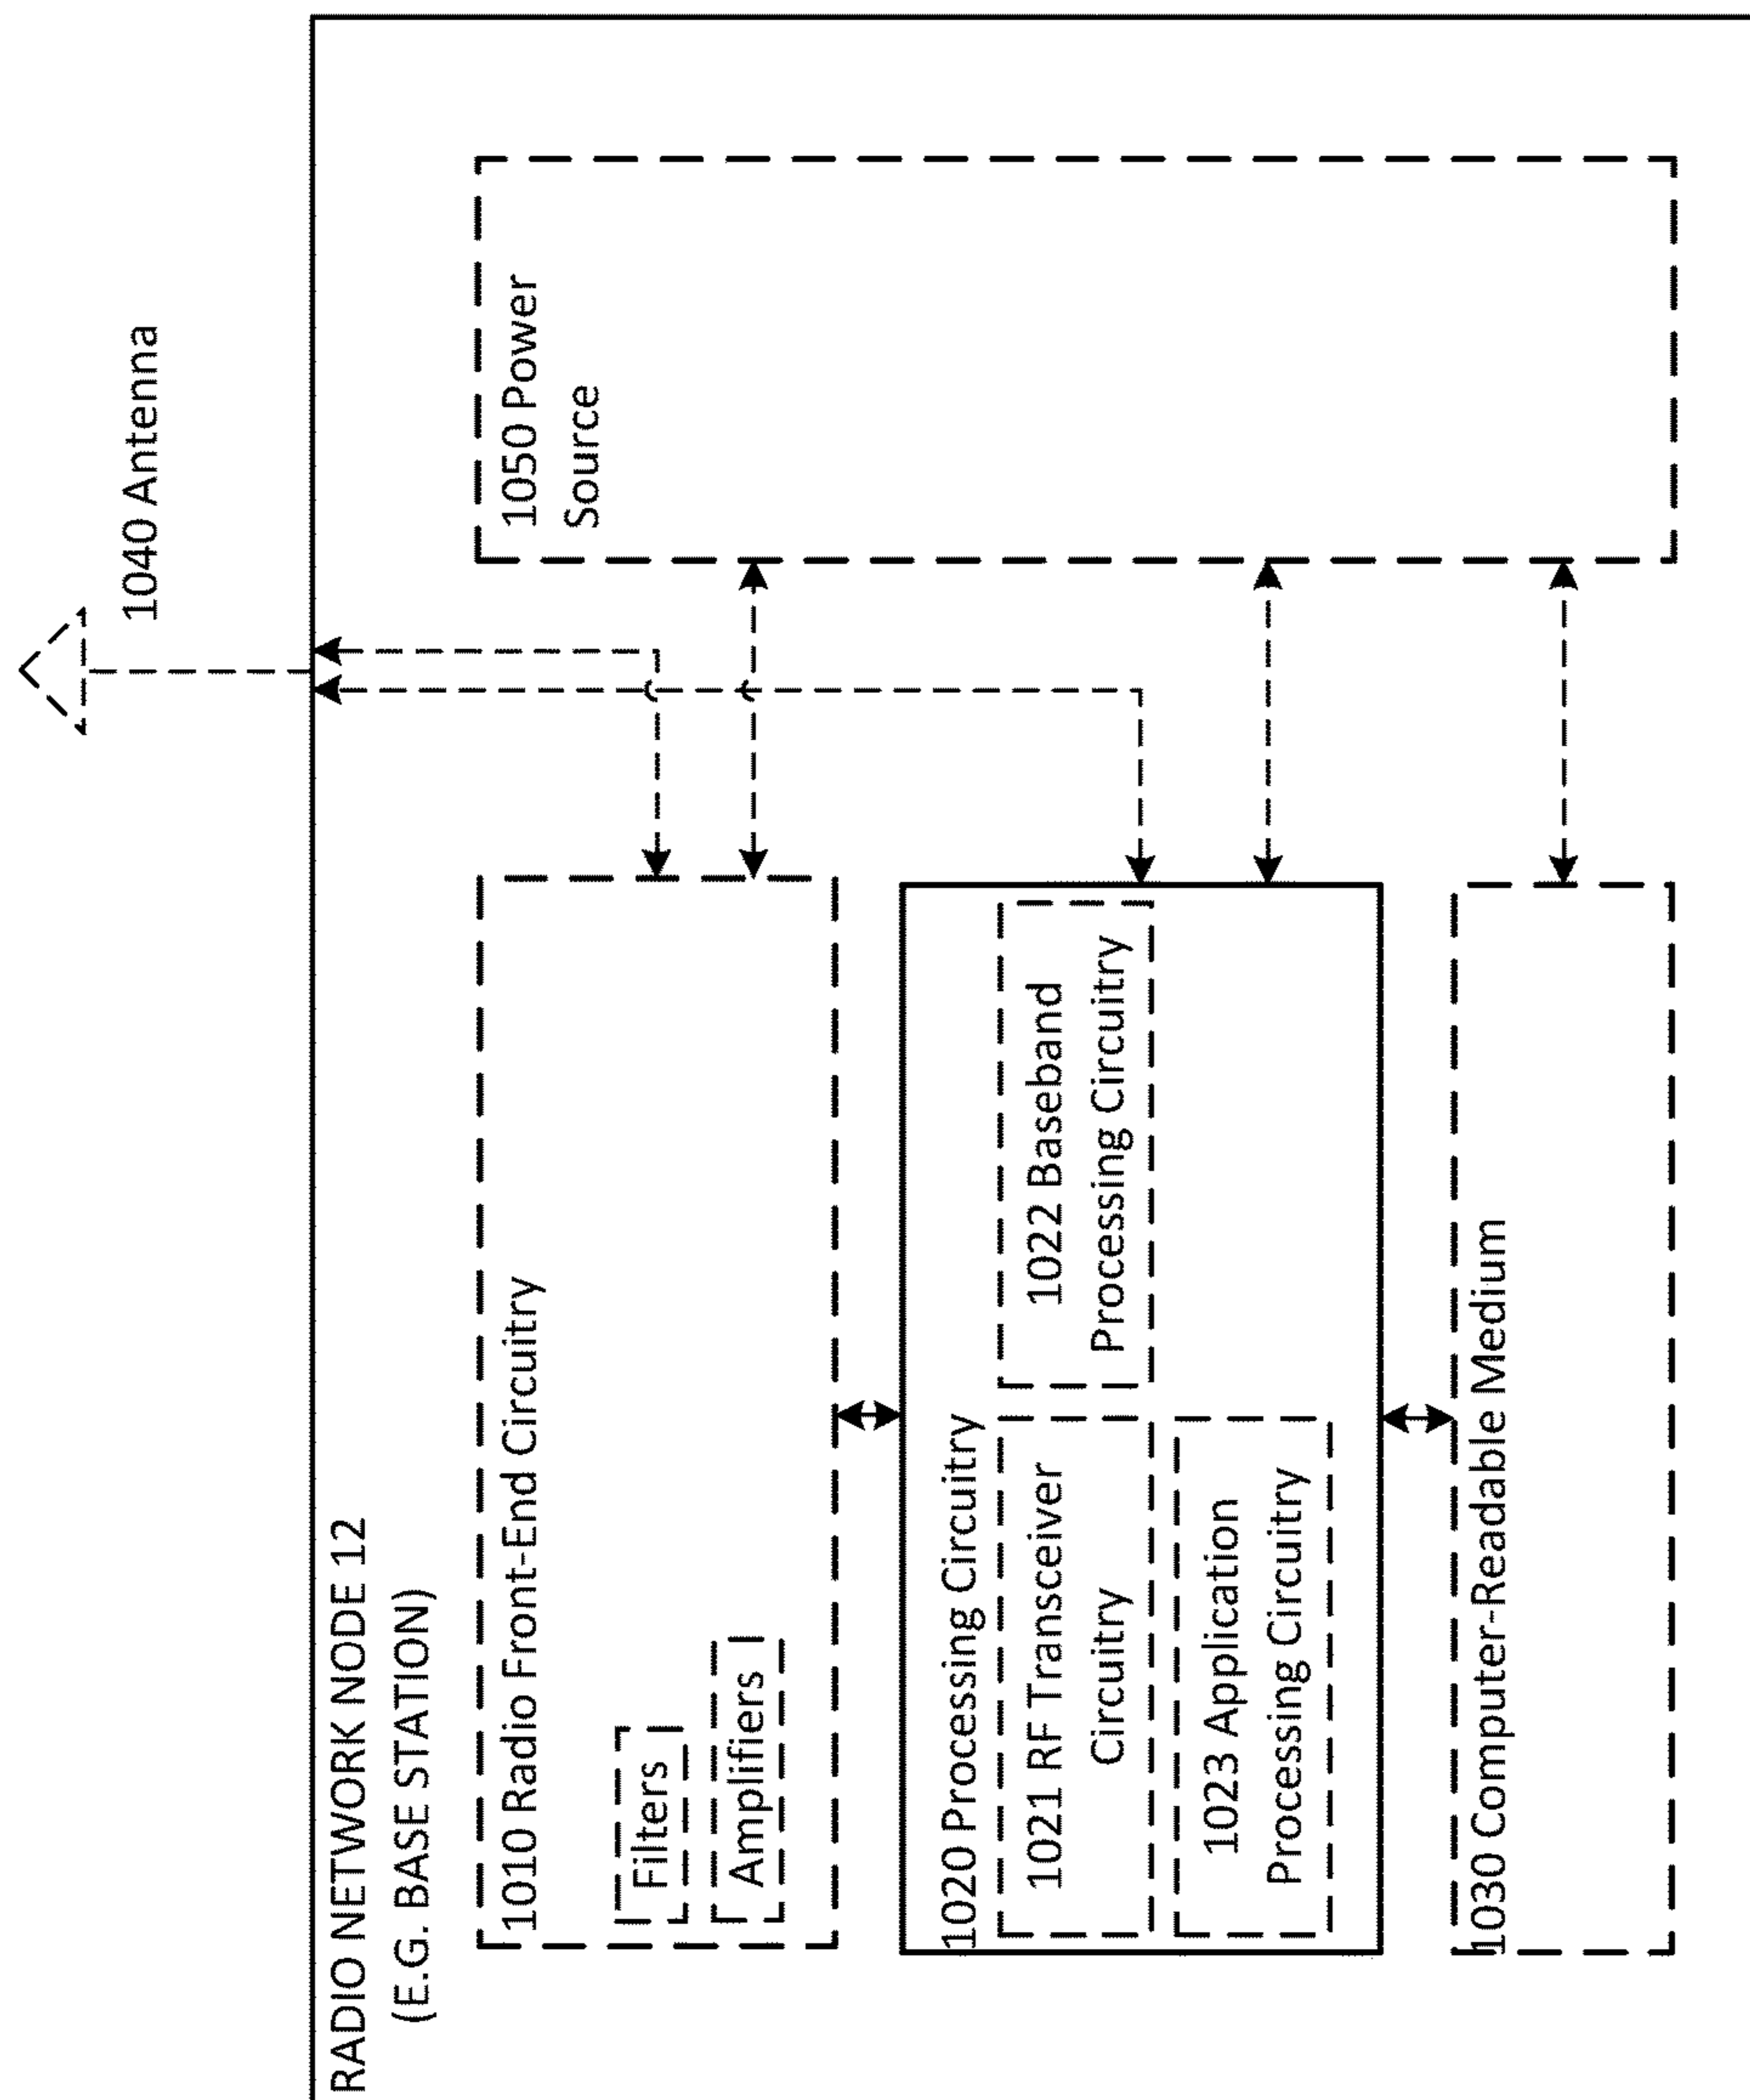 1040 Antenna
RADIO NETWORK NODE 12
(E.G. BASE STATION)
1010 Radio Front-End Circuitry
Filters
Amplifiers
1020 Processing Circuitry
1021 RF Transceiver
Circuitry
1022 Baseband
Processing Circuitry
1023 Application
Processing Circuitry
1030 Computer-Readable Medium
1050 Power
Source